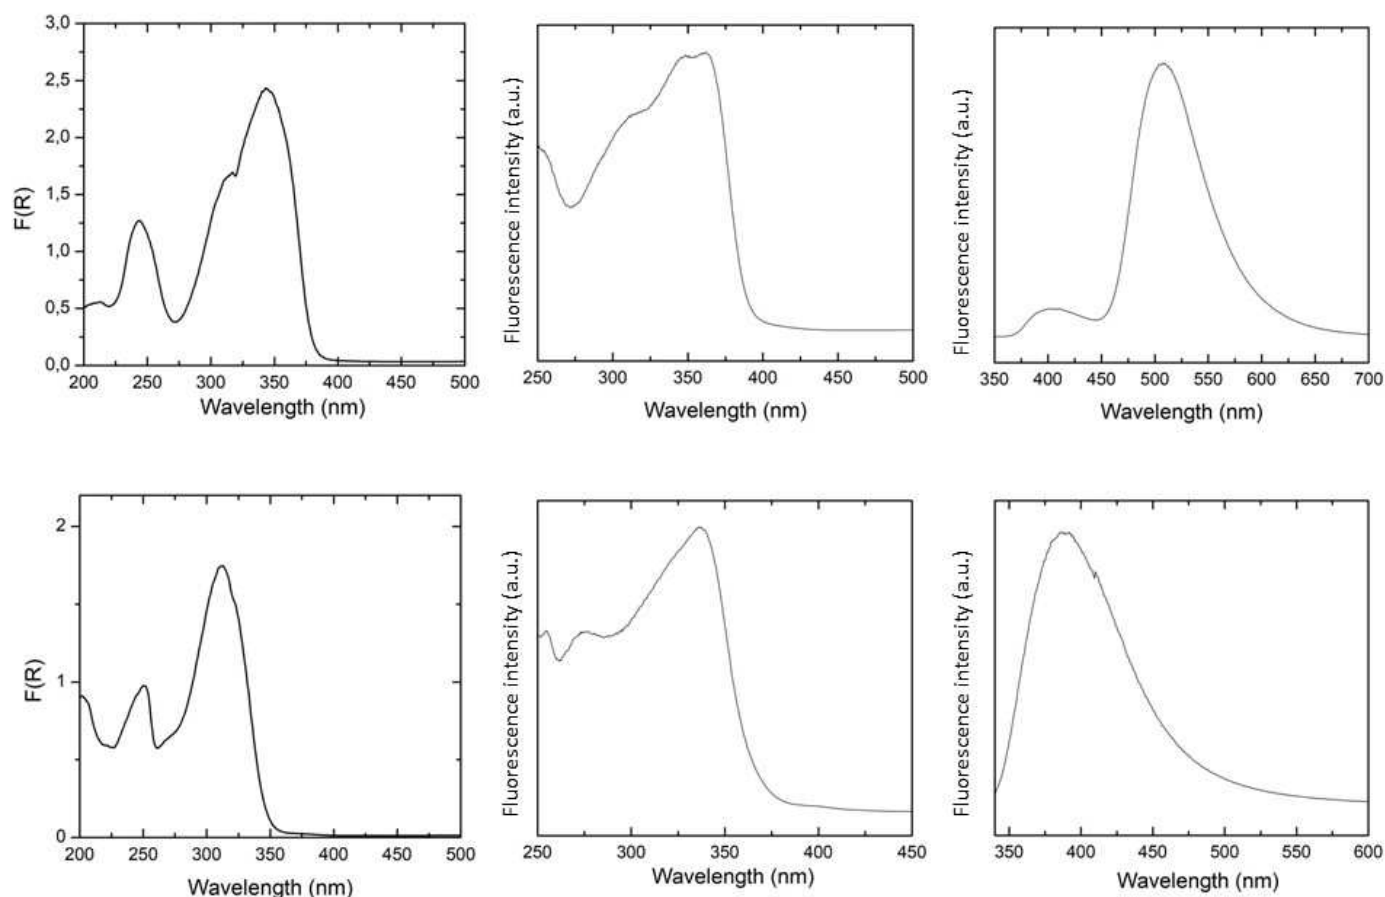 3,0
2,5
2,0
1,5
1,0
0,5
0,0
F(R)
200 250 300 350 400 450 500
Wavelength (nm)
Fluorescence intensity (a.u.)
250 300 350 400 450 500
Wavelength (nm)
Fluorescence intensity (a.u.)
350 400 450 500 550 600 650 700
Wavelength (nm)
2
1
0
F(R)
200 250 300 350 400 450 500
Wavelength (nm)
Fluorescence intensity (a.u.)
250 300 350 400 450
Wavelength (nm)
Fluorescence intensity (a.u.)
350 400 450 500 550 600
Wavelength (nm)